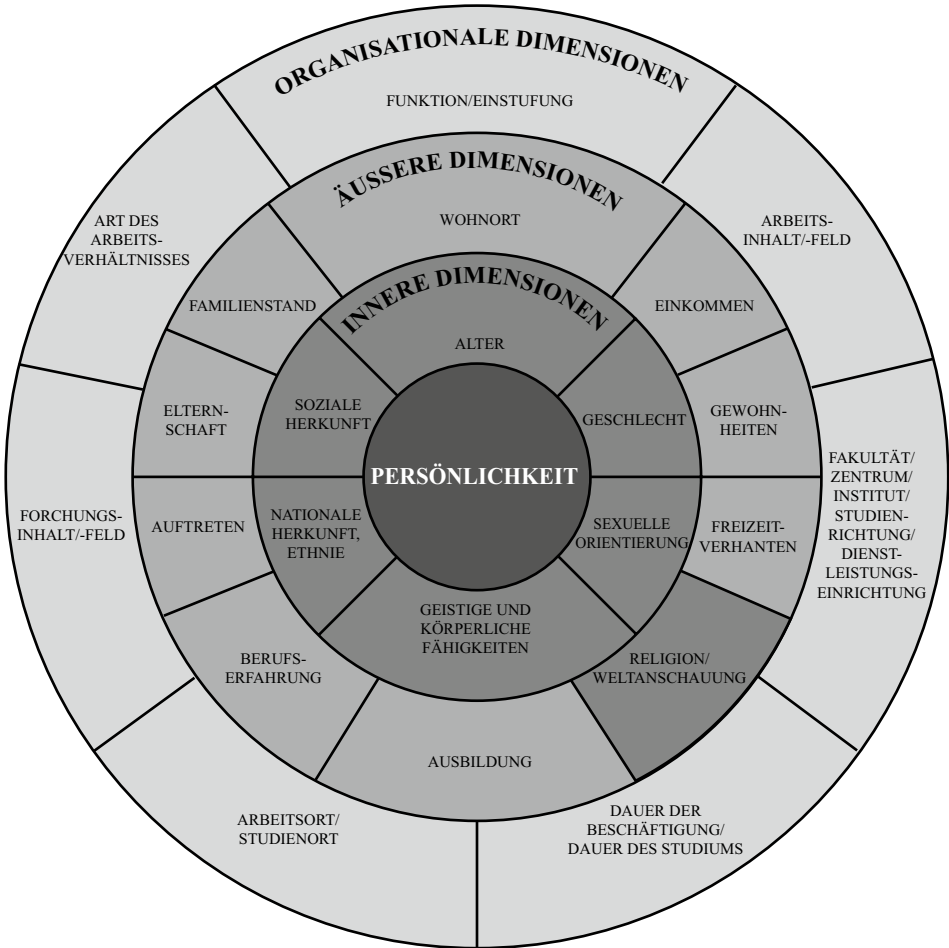 ORGANISATIONALE DIMENSIONEN
FUNKTION/EINSTUFUNG
ÄUSSERE DIMENSIONEN
WOHNORT
INNERE DIMENSIONEN
ALTER
PERSÖNLICHKEIT
ART DES
ARBEITS-
VERHÄLTNISSES
ARBEITS-
INHALT/-FELD
FAMILIENSTAND
EINKOMMEN
ELTERN-
SCHAFT
SOZIALE
HERKUNFT
GESCHLECHT
GEWOHN-
HEITEN
FORCHUNGS-
INHALT/-FELD
AUFTRETEN
NATIONALE
HERKUNFT,
ETHNIE
SEXUELLE
ORIENTIERUNG
FREIZEIT-
VERHANTEN
FAKULTÄT/
ZENTRUM/
INSTITUT/
STUDIEN-
RICHTUNG/
DIENST-
LEISTUNGS-
EINRICHTUNG
GEISTIGE UND
KÖRPERLICHE
FÄHIGKEITEN
BERUFS-
ERFAHRUNG
RELIGION/
WELTANSCHAUUNG
AUSBILDUNG
ARBEITSORT/
STUDIENORT
DAUER DER
BESCHÄFTIGUNG/
DAUER DES STUDIUMS